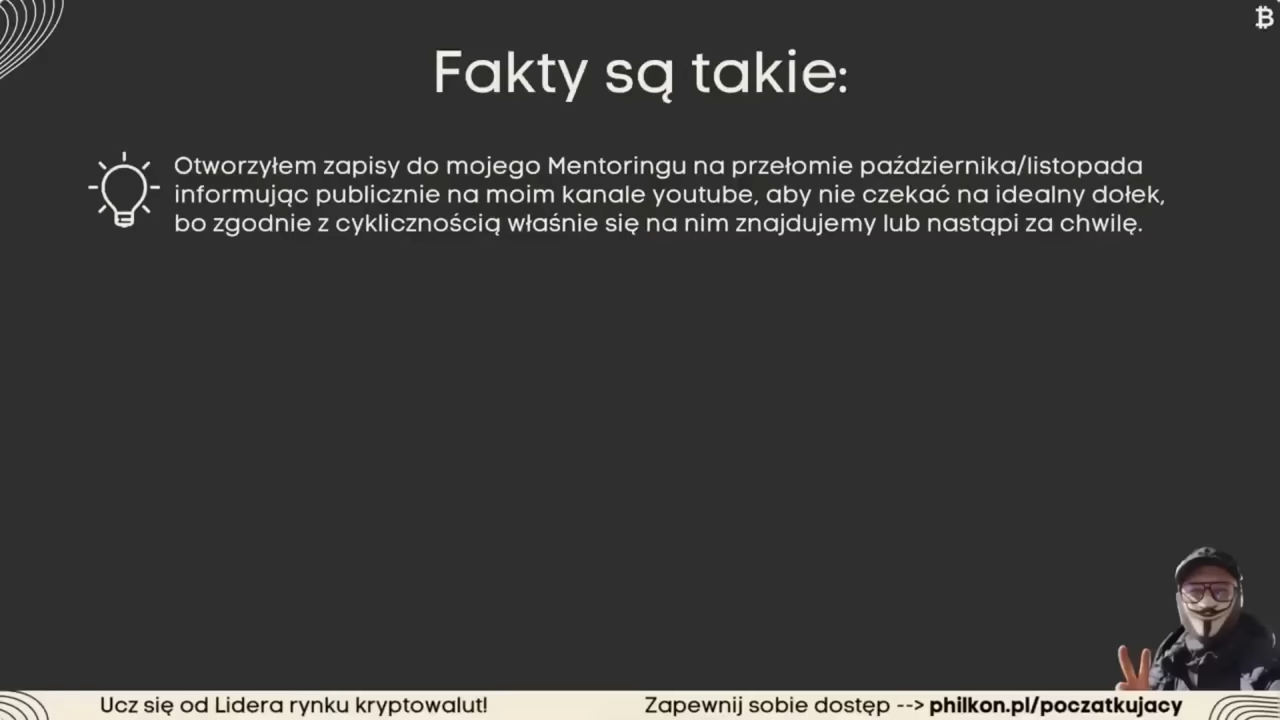 Fakty są takie:
Otworzyłem zapisy do mojego Mentoringu na przełomie października/listopada
informując publicznie na moim kanale youtube, aby nie czekać na idealny dołek,
bo zgodnie z cyklicznością właśnie się na nim znajdujemy lub nastąpi za chwilę.
Ucz się od Lidera rynku kryptowalut!
Zapewnij sobie dostęp --> philkon.pl/poczatkujacy